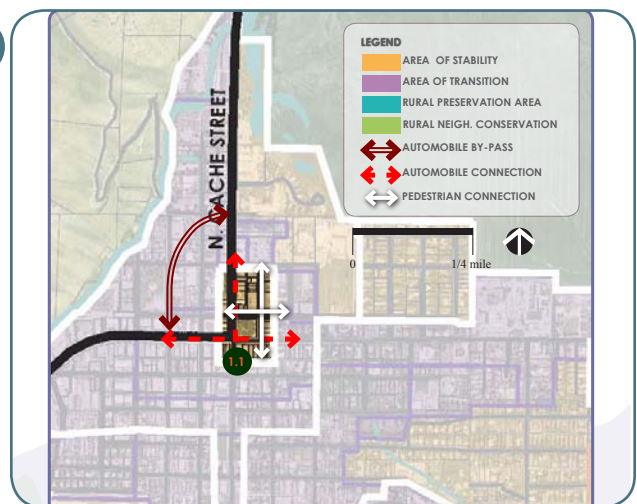 LEGEND
AREA OF STABILITY
AREA OF TRANSITION
RURAL PRESERVATION AREA
RURAL NEIGH. CONSERVATION
AUTOMOBILE BY-PASS
AUTOMOBILE CONNECTION
PEDESTRIAN CONNECTION
N. CACHE STREET
0 1/4 mile
1.1